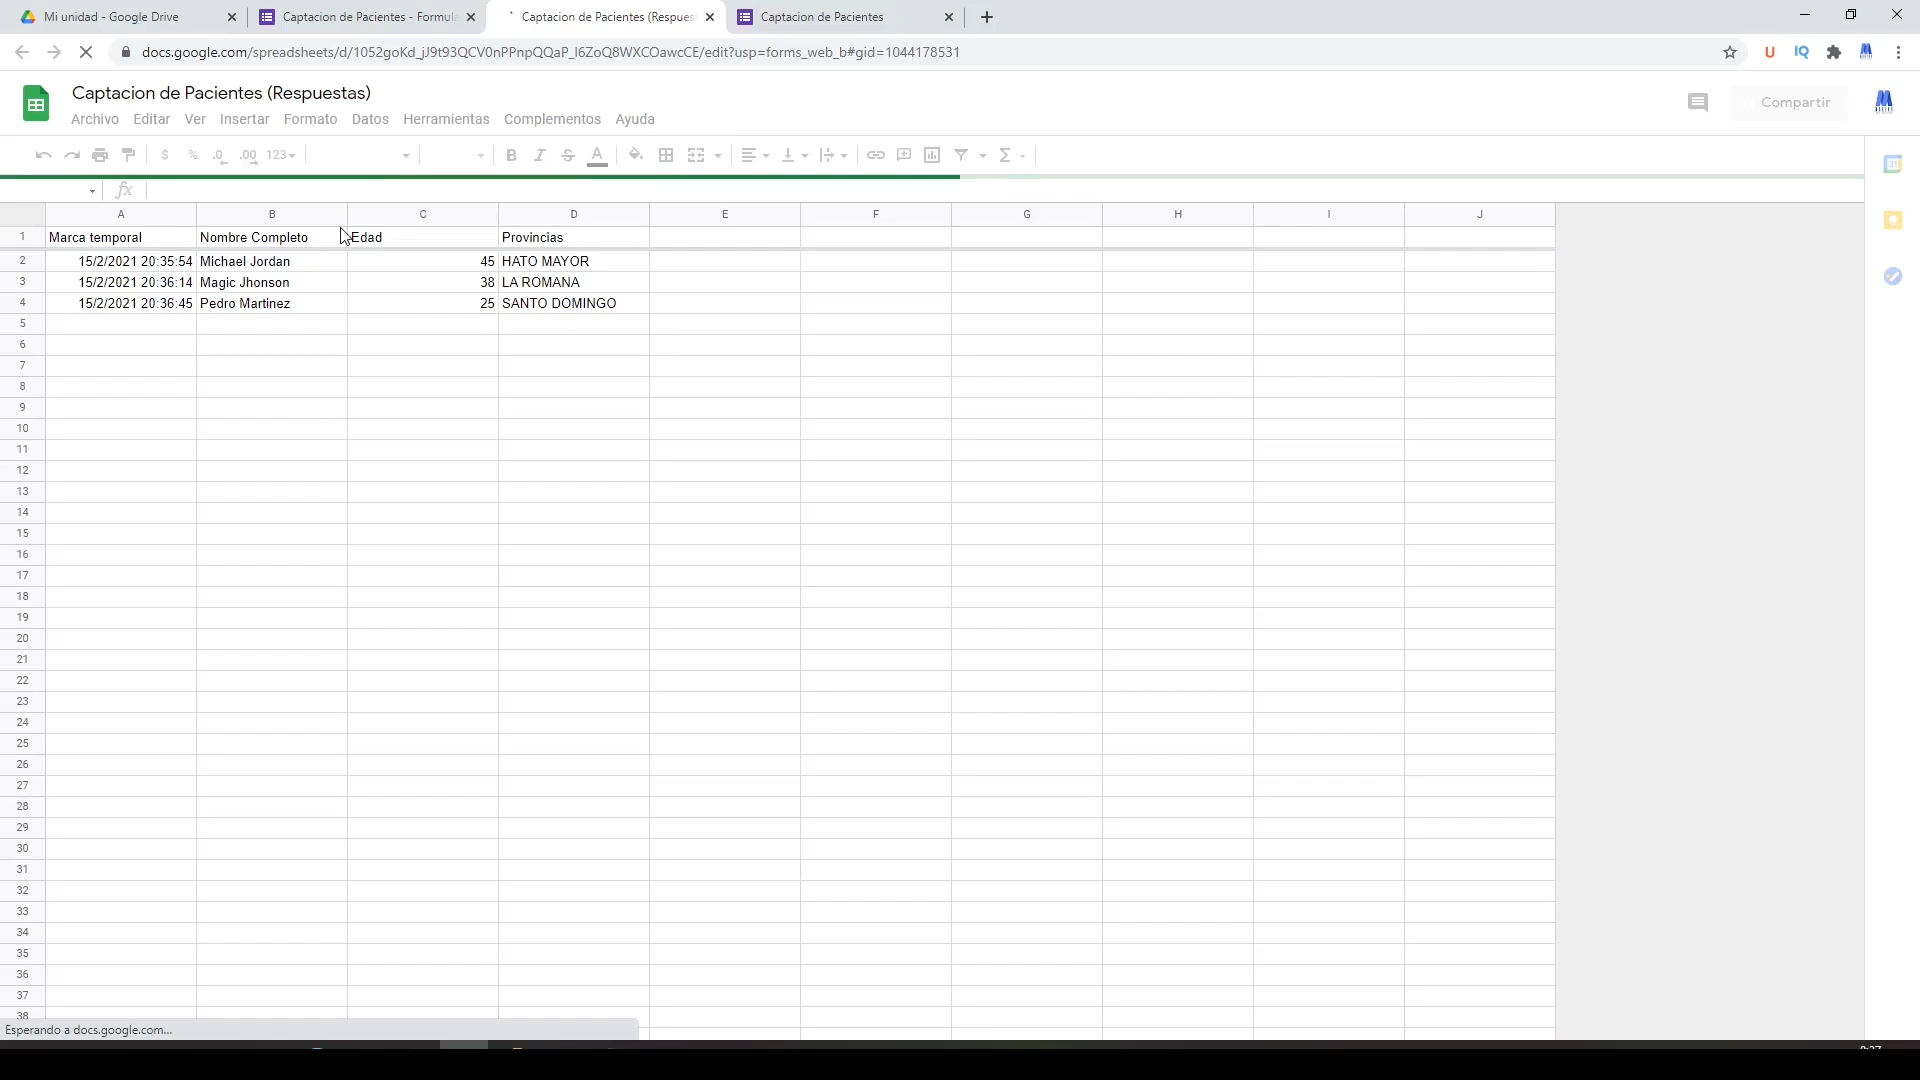 Mi unidad - Google Drive
Captacion de Pacientes - Formula
Captacion de Pacientes (Respues
Captacion de Pacientes
docs.google.com/spreadsheets/d/1052goKd_jJ9t93QCV0nPPnpQQaP_I6ZoQ8WXCOawcCE/edit?usp=forms_web_b#gid=1044178531
U IQ
Captacion de Pacientes (Respuestas)
Compartir
Archivo Editar Ver Insertar Formato Datos Herramientas Complementos Ayuda
$ % .0 .00 123 B I S A Σ
31
fx
A B C D E F G H I J
1 Marca temporal Nombre Completo Edad Provincias
2 15/2/2021 20:35:54 Michael Jordan 45 HATO MAYOR
3 15/2/2021 20:36:14 Magic Jhonson 38 LA ROMANA
4 15/2/2021 20:36:45 Pedro Martinez 25 SANTO DOMINGO
5
6
7
8
9
10
11
12
13
14
15
16
17
18
19
20
21
22
23
24
25
26
27
28
29
30
31
32
33
34
35
36
37
38
Esperando a docs.google.com...